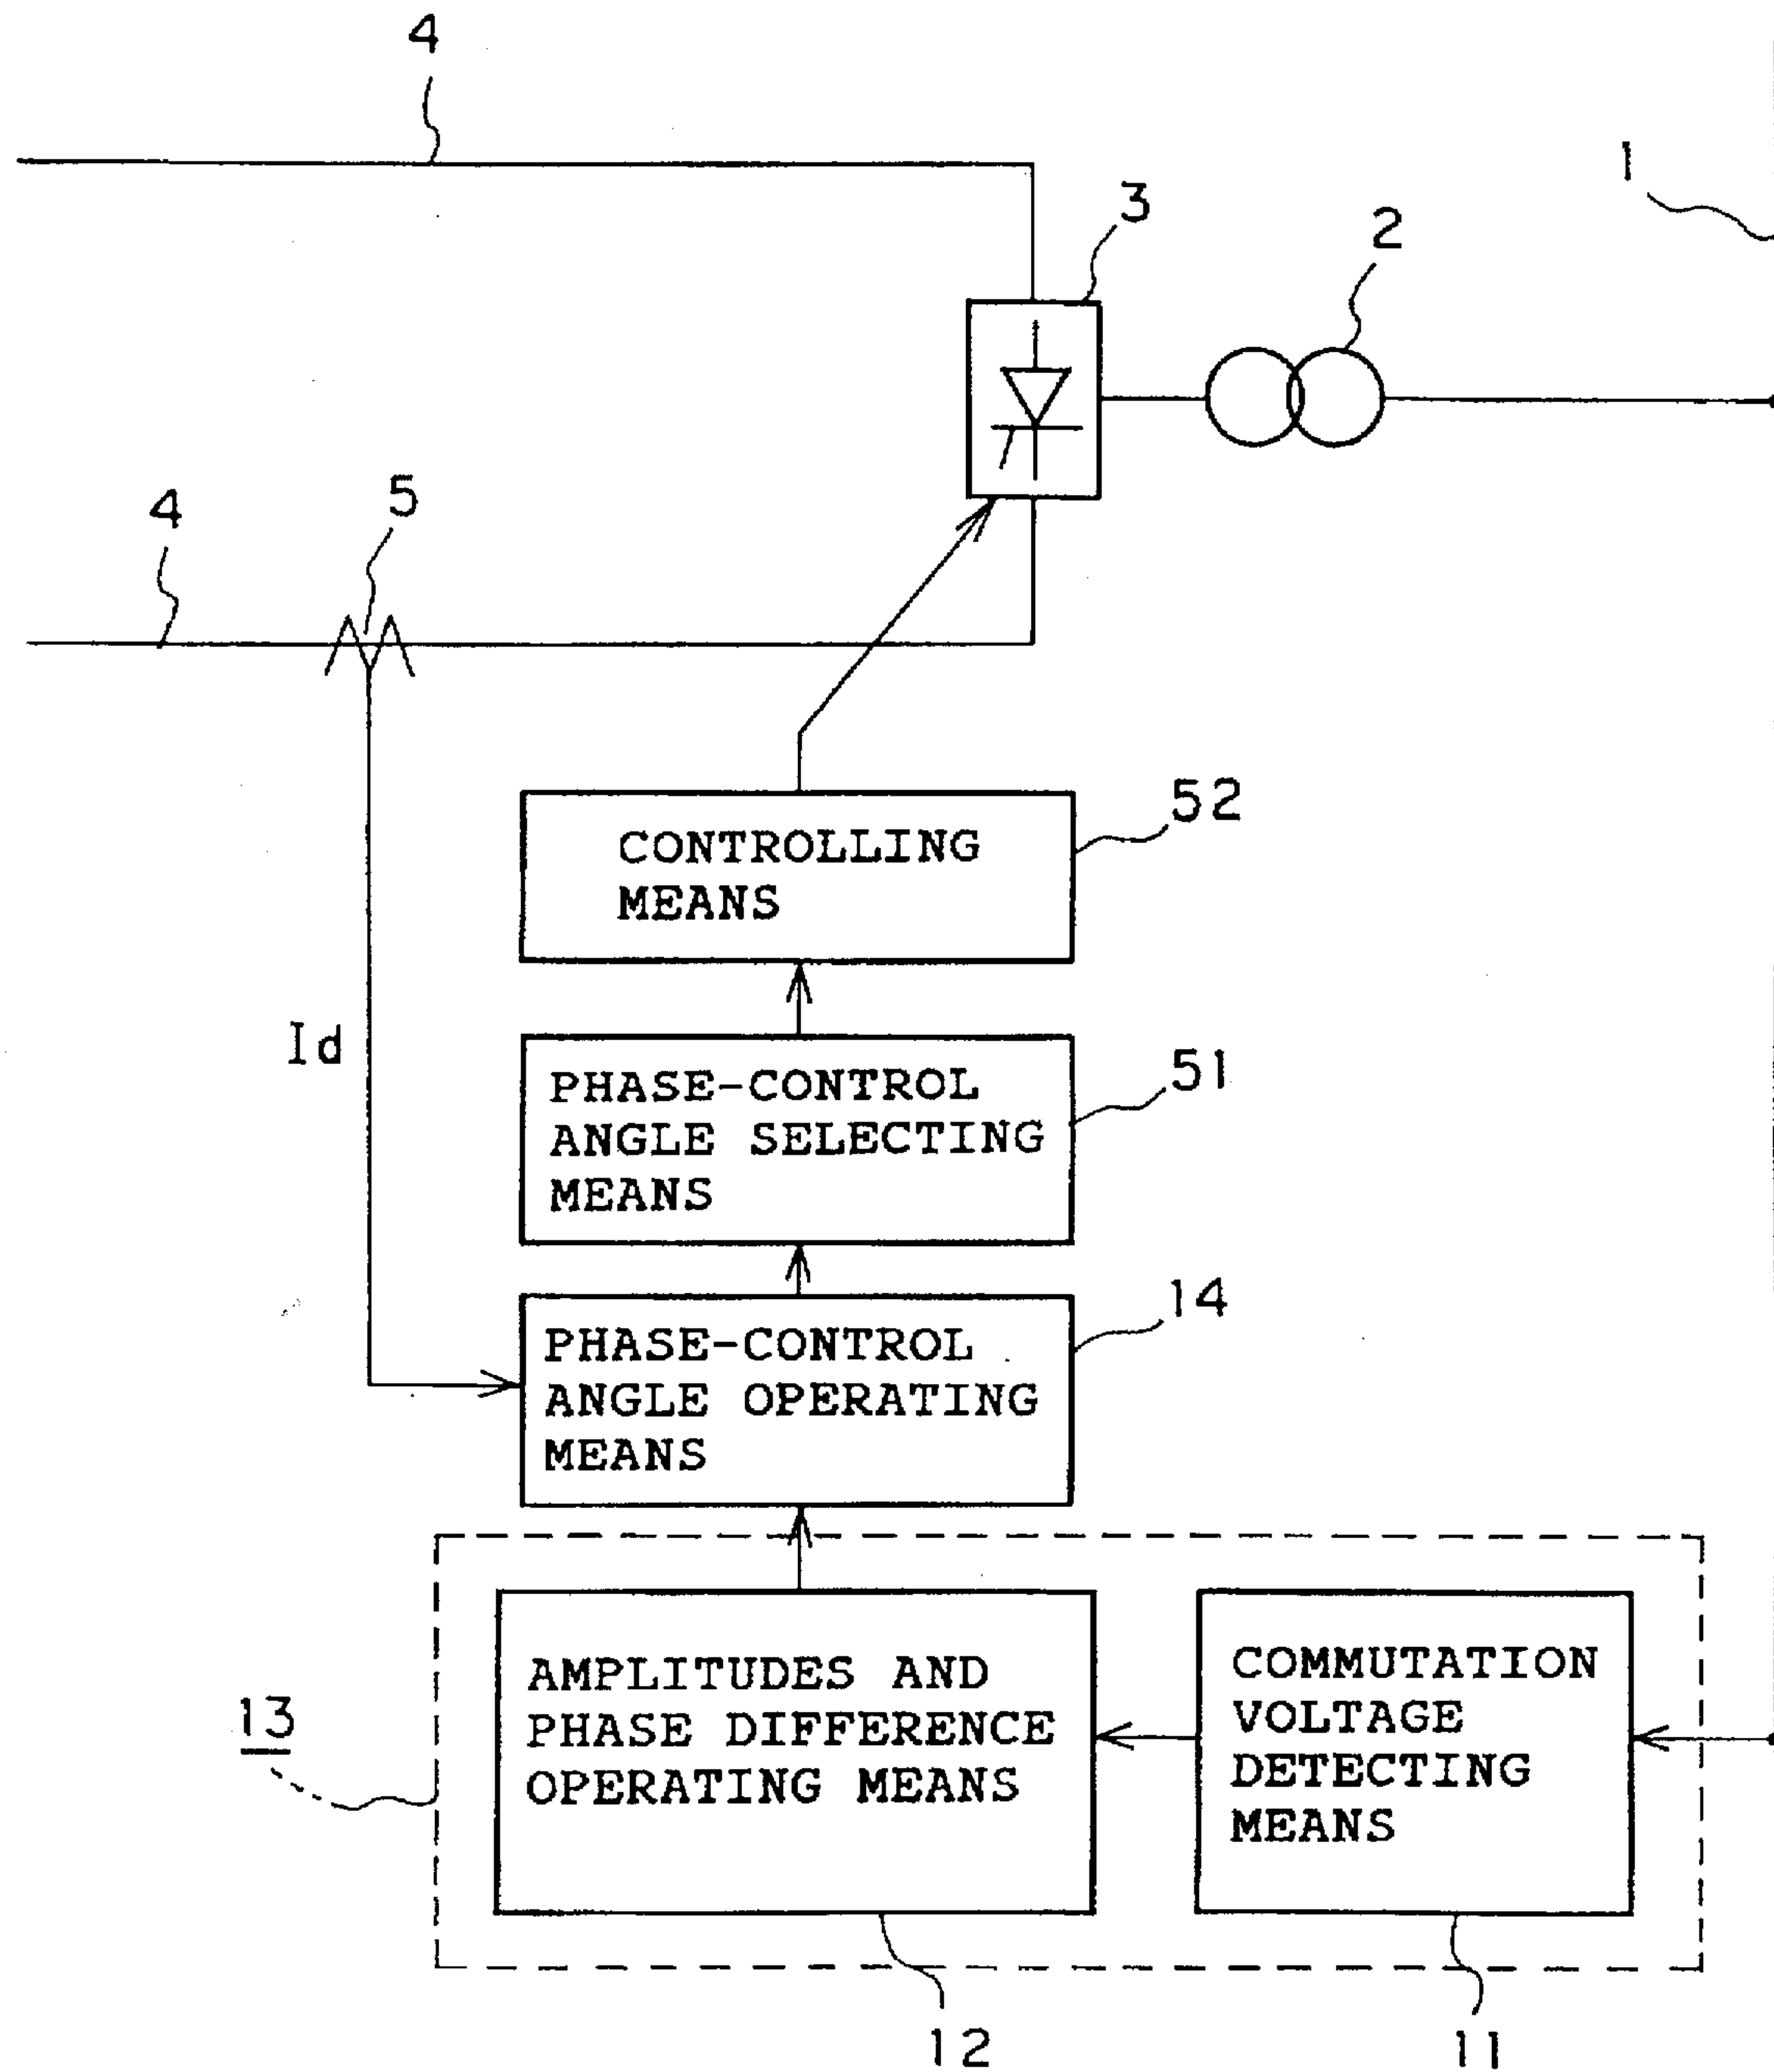 4
1
3
2
4
5
52
CONTROLLING
MEANS
Id
51
PHASE-CONTROL
ANGLE SELECTING
MEANS
14
PHASE-CONTROL
ANGLE OPERATING
MEANS
13
AMPLITUDES AND
PHASE DIFFERENCE
OPERATING MEANS
COMMUTATION
VOLTAGE
DETECTING
MEANS
12
11